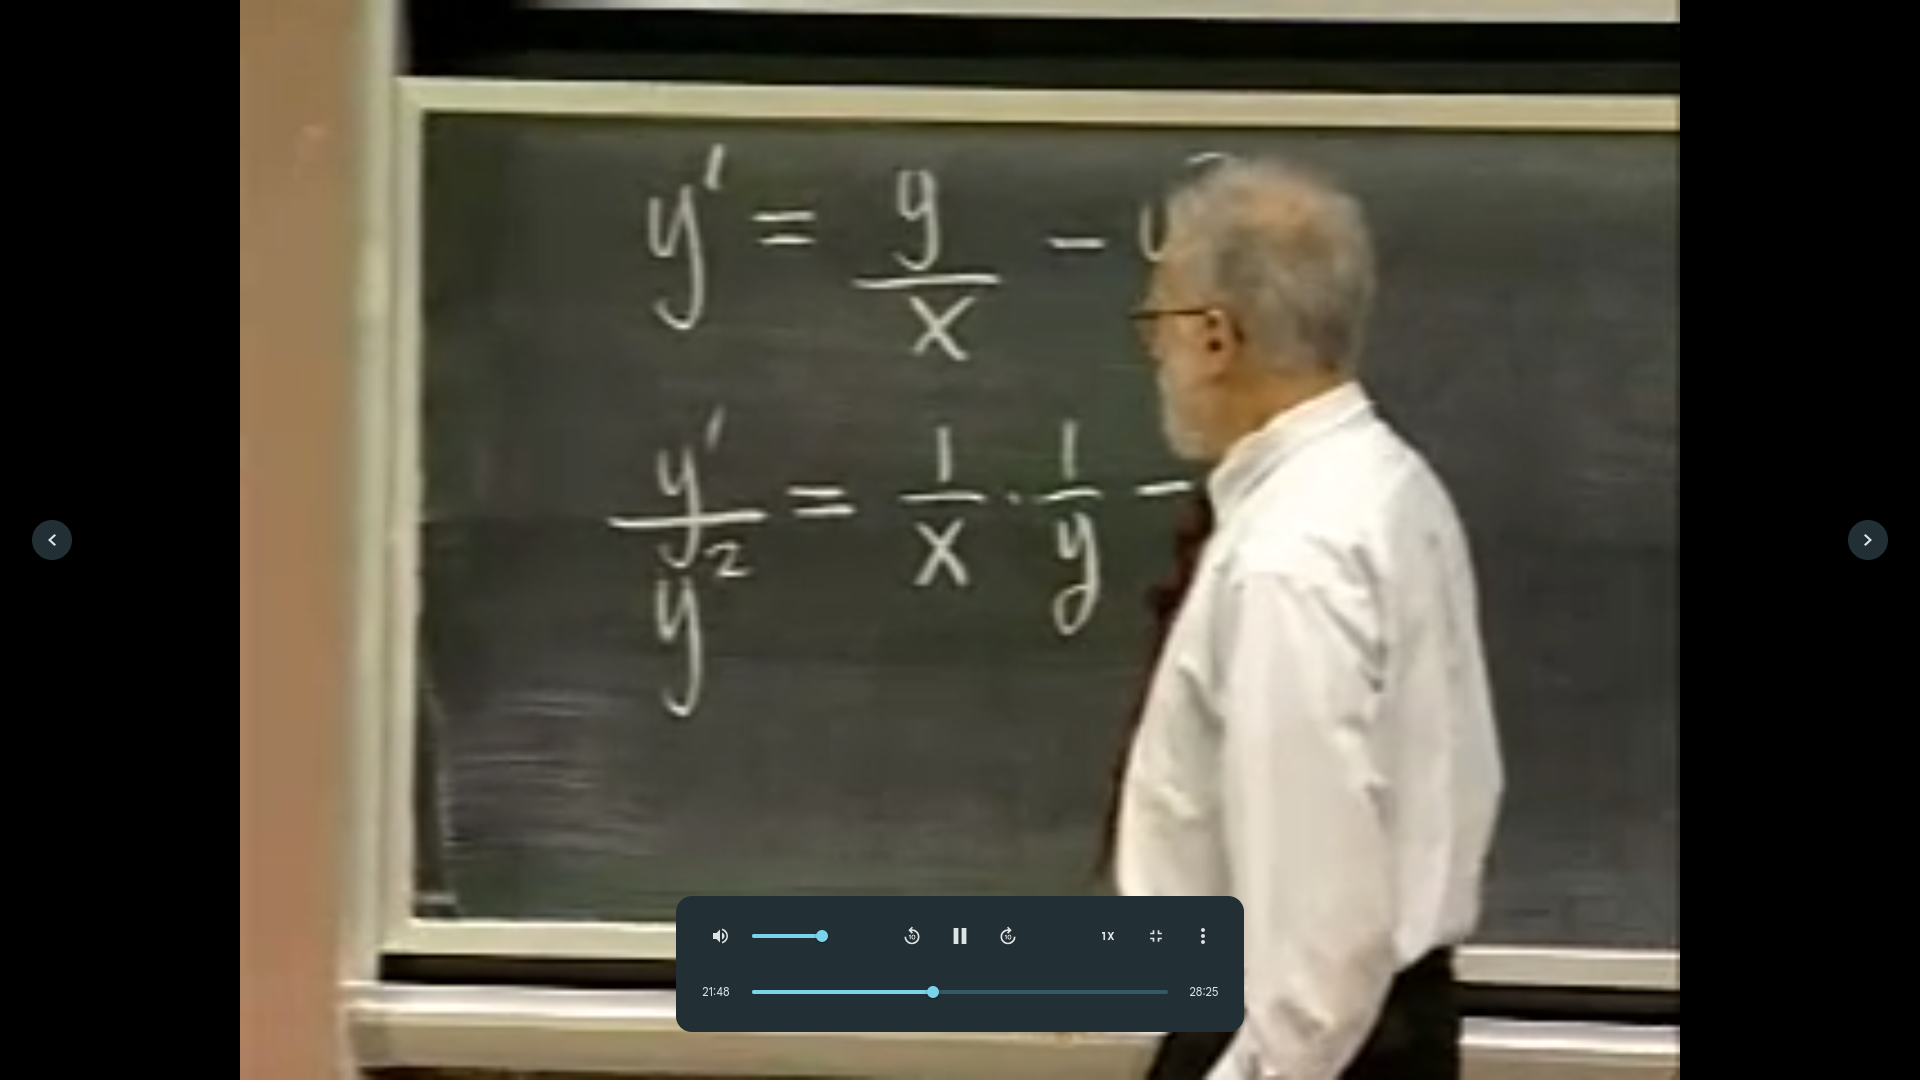 y' = y/x -
y'/y² = 1/x · 1/y -
1X
21:48 28:25